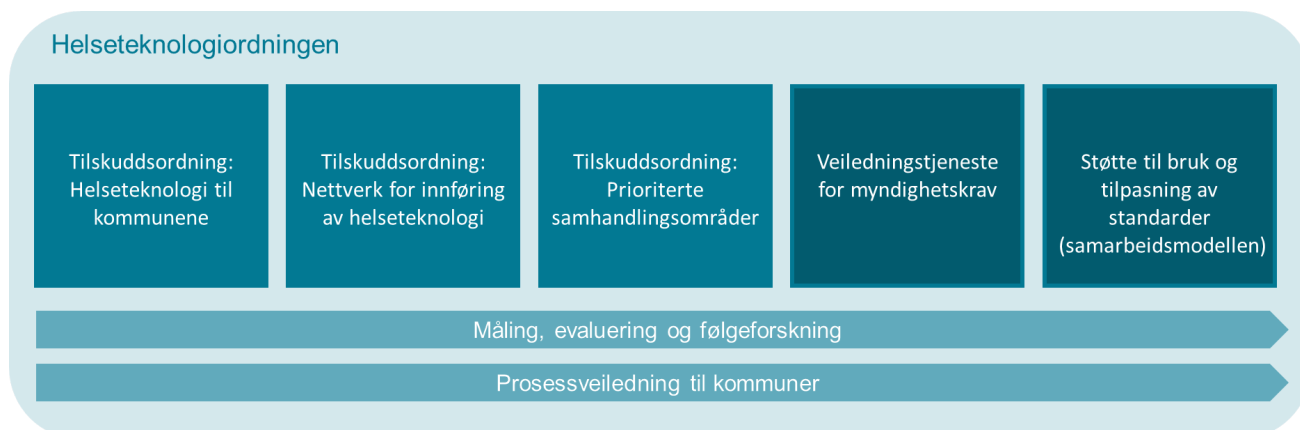 Helseteknologiordningen
Tilskuddsordning:
Helseteknologi til
kommunene
Tilskuddsordning:
Nettverk for innføring
av helseteknologi
Tilskuddsordning:
Prioriterte
samhandlingsområder
Veiledningstjeneste
for myndighetskrav
Støtte til bruk og
tilpasning av
standarder
(samarbeidsmodellen)
Måling, evaluering og følgeforskning
Prosessveiledning til kommuner